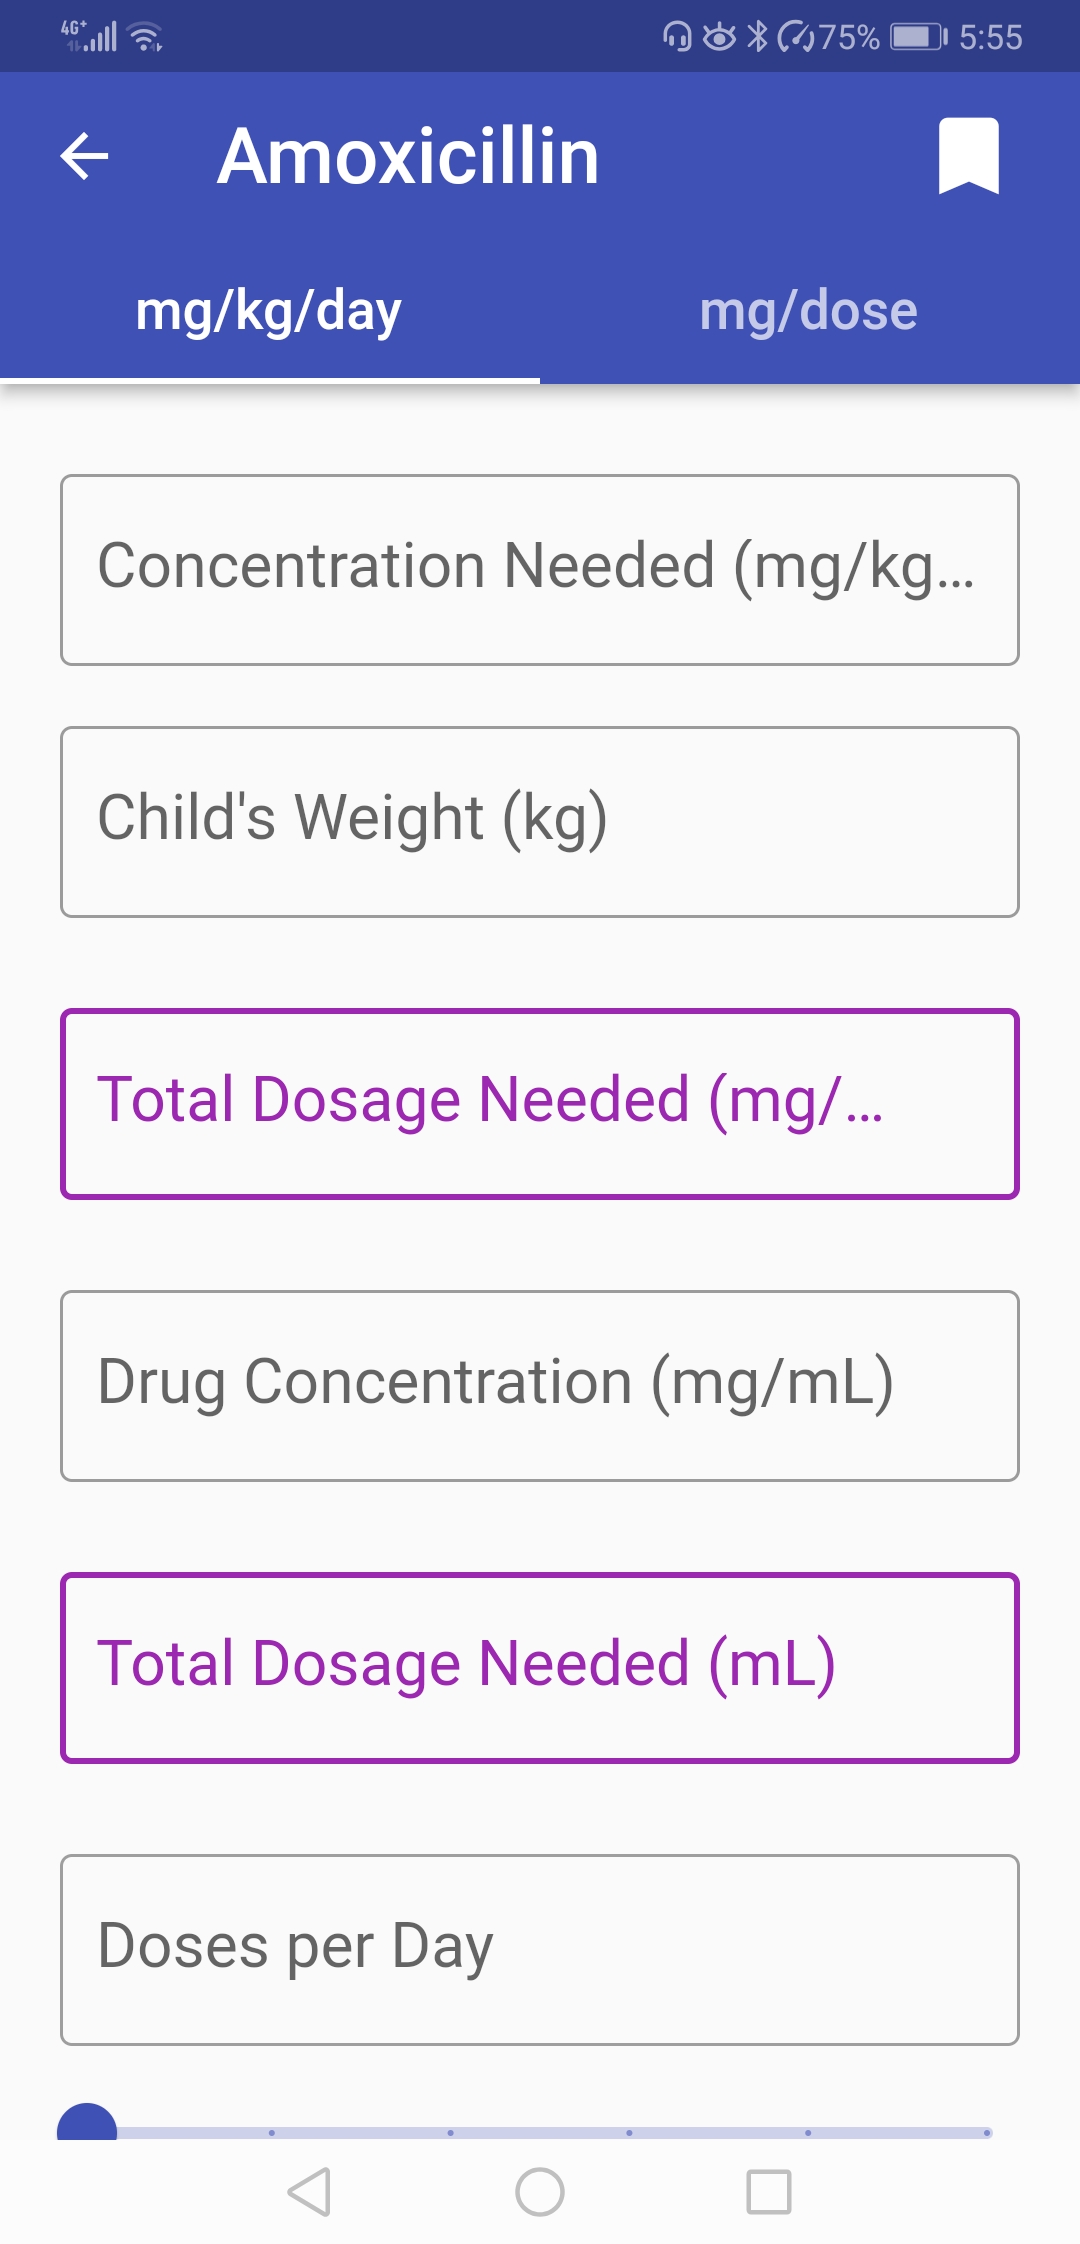 4G+ 75% 5:55
Amoxicillin
mg/kg/day mg/dose
Concentration Needed (mg/kg...
Child's Weight (kg)
Total Dosage Needed (mg/...
Drug Concentration (mg/mL)
Total Dosage Needed (mL)
Doses per Day